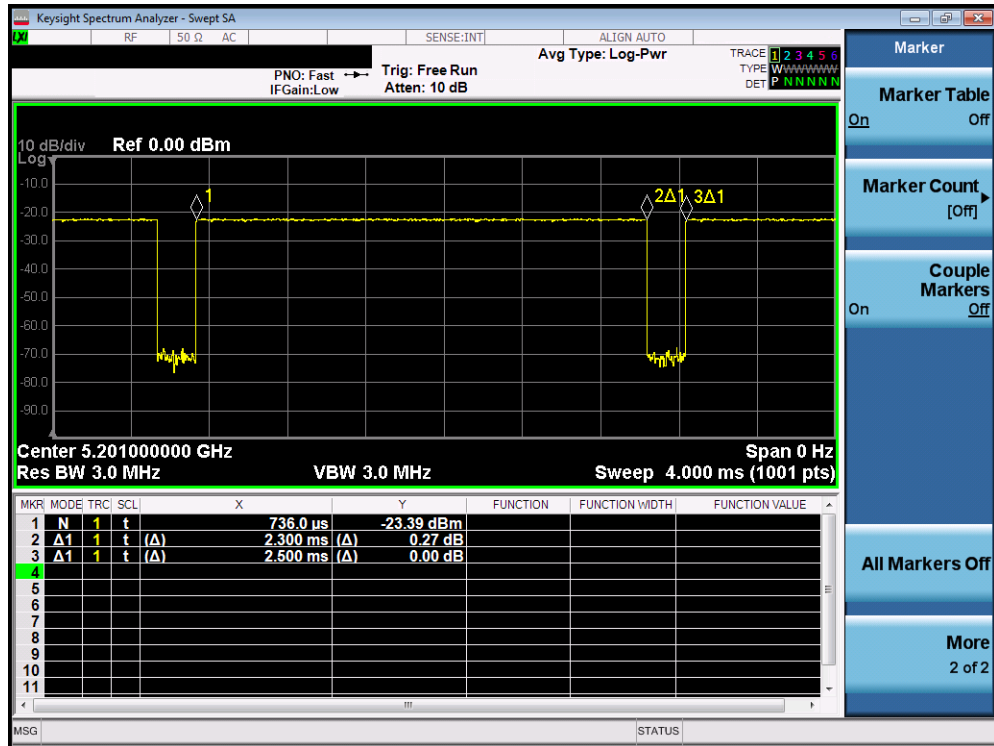 Keysight Spectrum Analyzer - Swept SA
LXI RF 50 Ω AC SENSE:INT ALIGN AUTO
Avg Type: Log-Pwr
PNO: Fast Trig: Free Run
IFGain:Low Atten: 10 dB
TRACE 1 2 3 4 5 6
TYPE W W W W W W
DET P N N N N N
10 dB/div Ref 0.00 dBm
Log
-10.0
-20.0
-30.0
-40.0
-50.0
-60.0
-70.0
-80.0
-90.0
1
2Δ1 3Δ1
Center 5.201000000 GHz Span 0 Hz
Res BW 3.0 MHz VBW 3.0 MHz Sweep 4.000 ms (1001 pts)
MKR MODE TRC SCL X Y FUNCTION FUNCTION WIDTH FUNCTION VALUE
1 N 1 t 736.0 µs -23.39 dBm
2 Δ1 1 t (Δ) 2.300 ms (Δ) 0.27 dB
3 Δ1 1 t (Δ) 2.500 ms (Δ) 0.00 dB
4
5
6
7
8
9
10
11
MSG STATUS
Marker
Marker Table
On Off
Marker Count
[Off]
Couple
Markers
On Off
All Markers Off
More
2 of 2